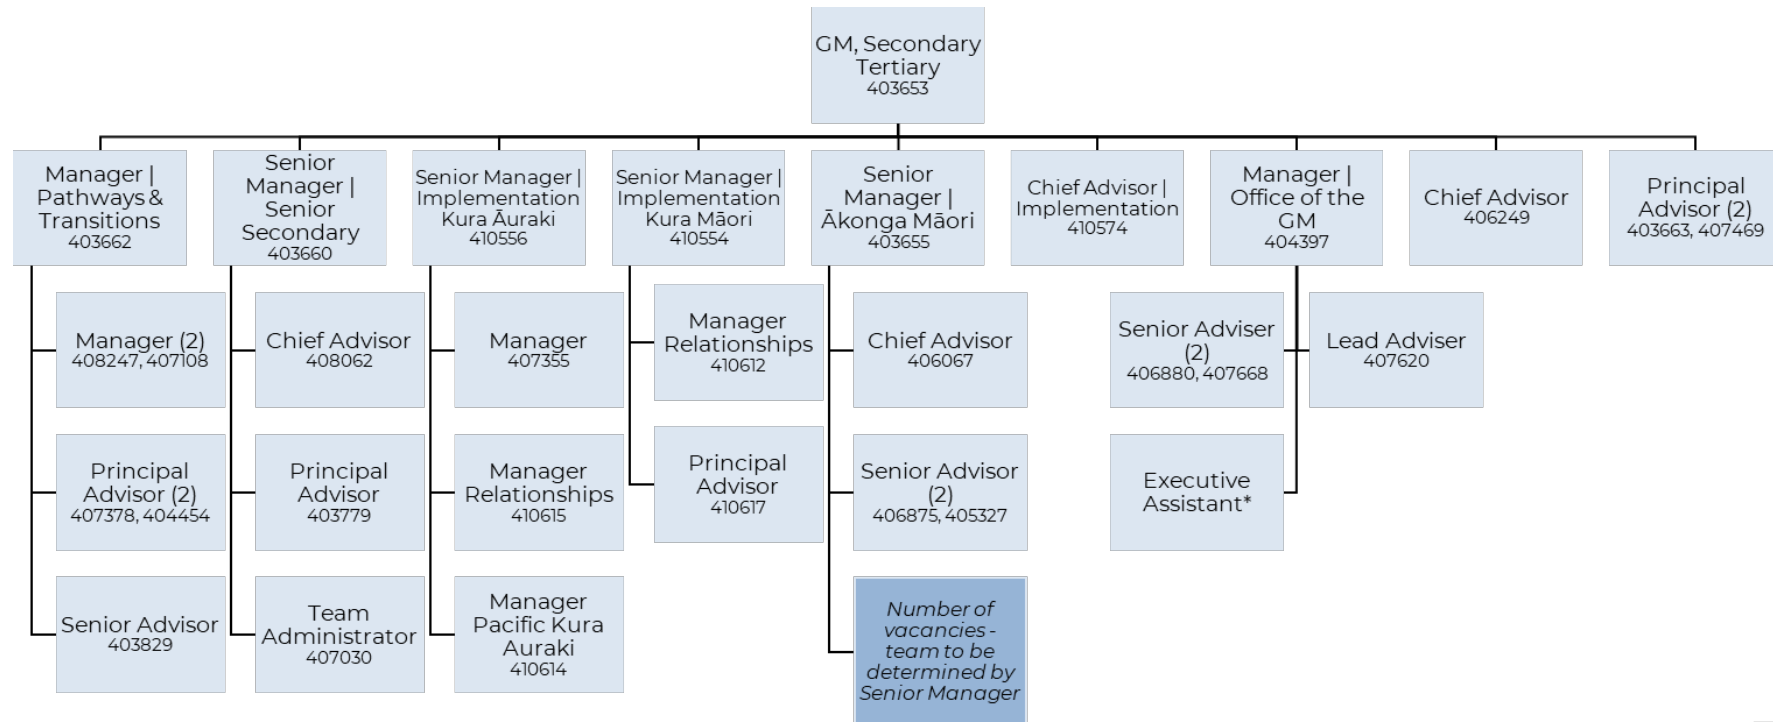 GM, Secondary
Tertiary
403653
Manager |
Pathways &
Transitions
403662
Senior
Manager |
Senior
Secondary
403660
Senior Manager |
Implementation
Kura Āuraki
410556
Senior Manager |
Implementation
Kura Māori
410554
Senior
Manager |
Ākonga Māori
403655
Chief Advisor |
Implementation
410574
Manager |
Office of the
GM
404397
Chief Advisor
406249
Principal
Advisor (2)
403663, 407469
Manager (2)
408247, 407108
Chief Advisor
408062
Manager
407355
Manager
Relationships
410612
Chief Advisor
406067
Senior Adviser
(2)
406880, 407668
Lead Adviser
407620
Principal
Advisor (2)
407378, 404454
Principal
Advisor
403779
Manager
Relationships
410615
Principal
Advisor
410617
Senior Advisor
(2)
406875, 405327
Executive
Assistant*
Senior Advisor
403829
Team
Administrator
407030
Manager
Pacific Kura
Auraki
410614
Number of
vacancies -
team to be
determined by
Senior Manager